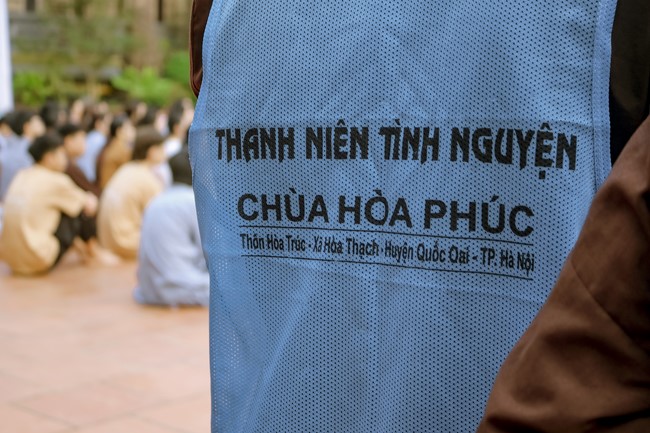 THANH NIÊN TÌNH NGUYỆN
CHÙA HÒA PHÚC
Thôn Hòa Trúc - Xã Hòa Thạch - Huyện Quốc Oai - TP. Hà Nội